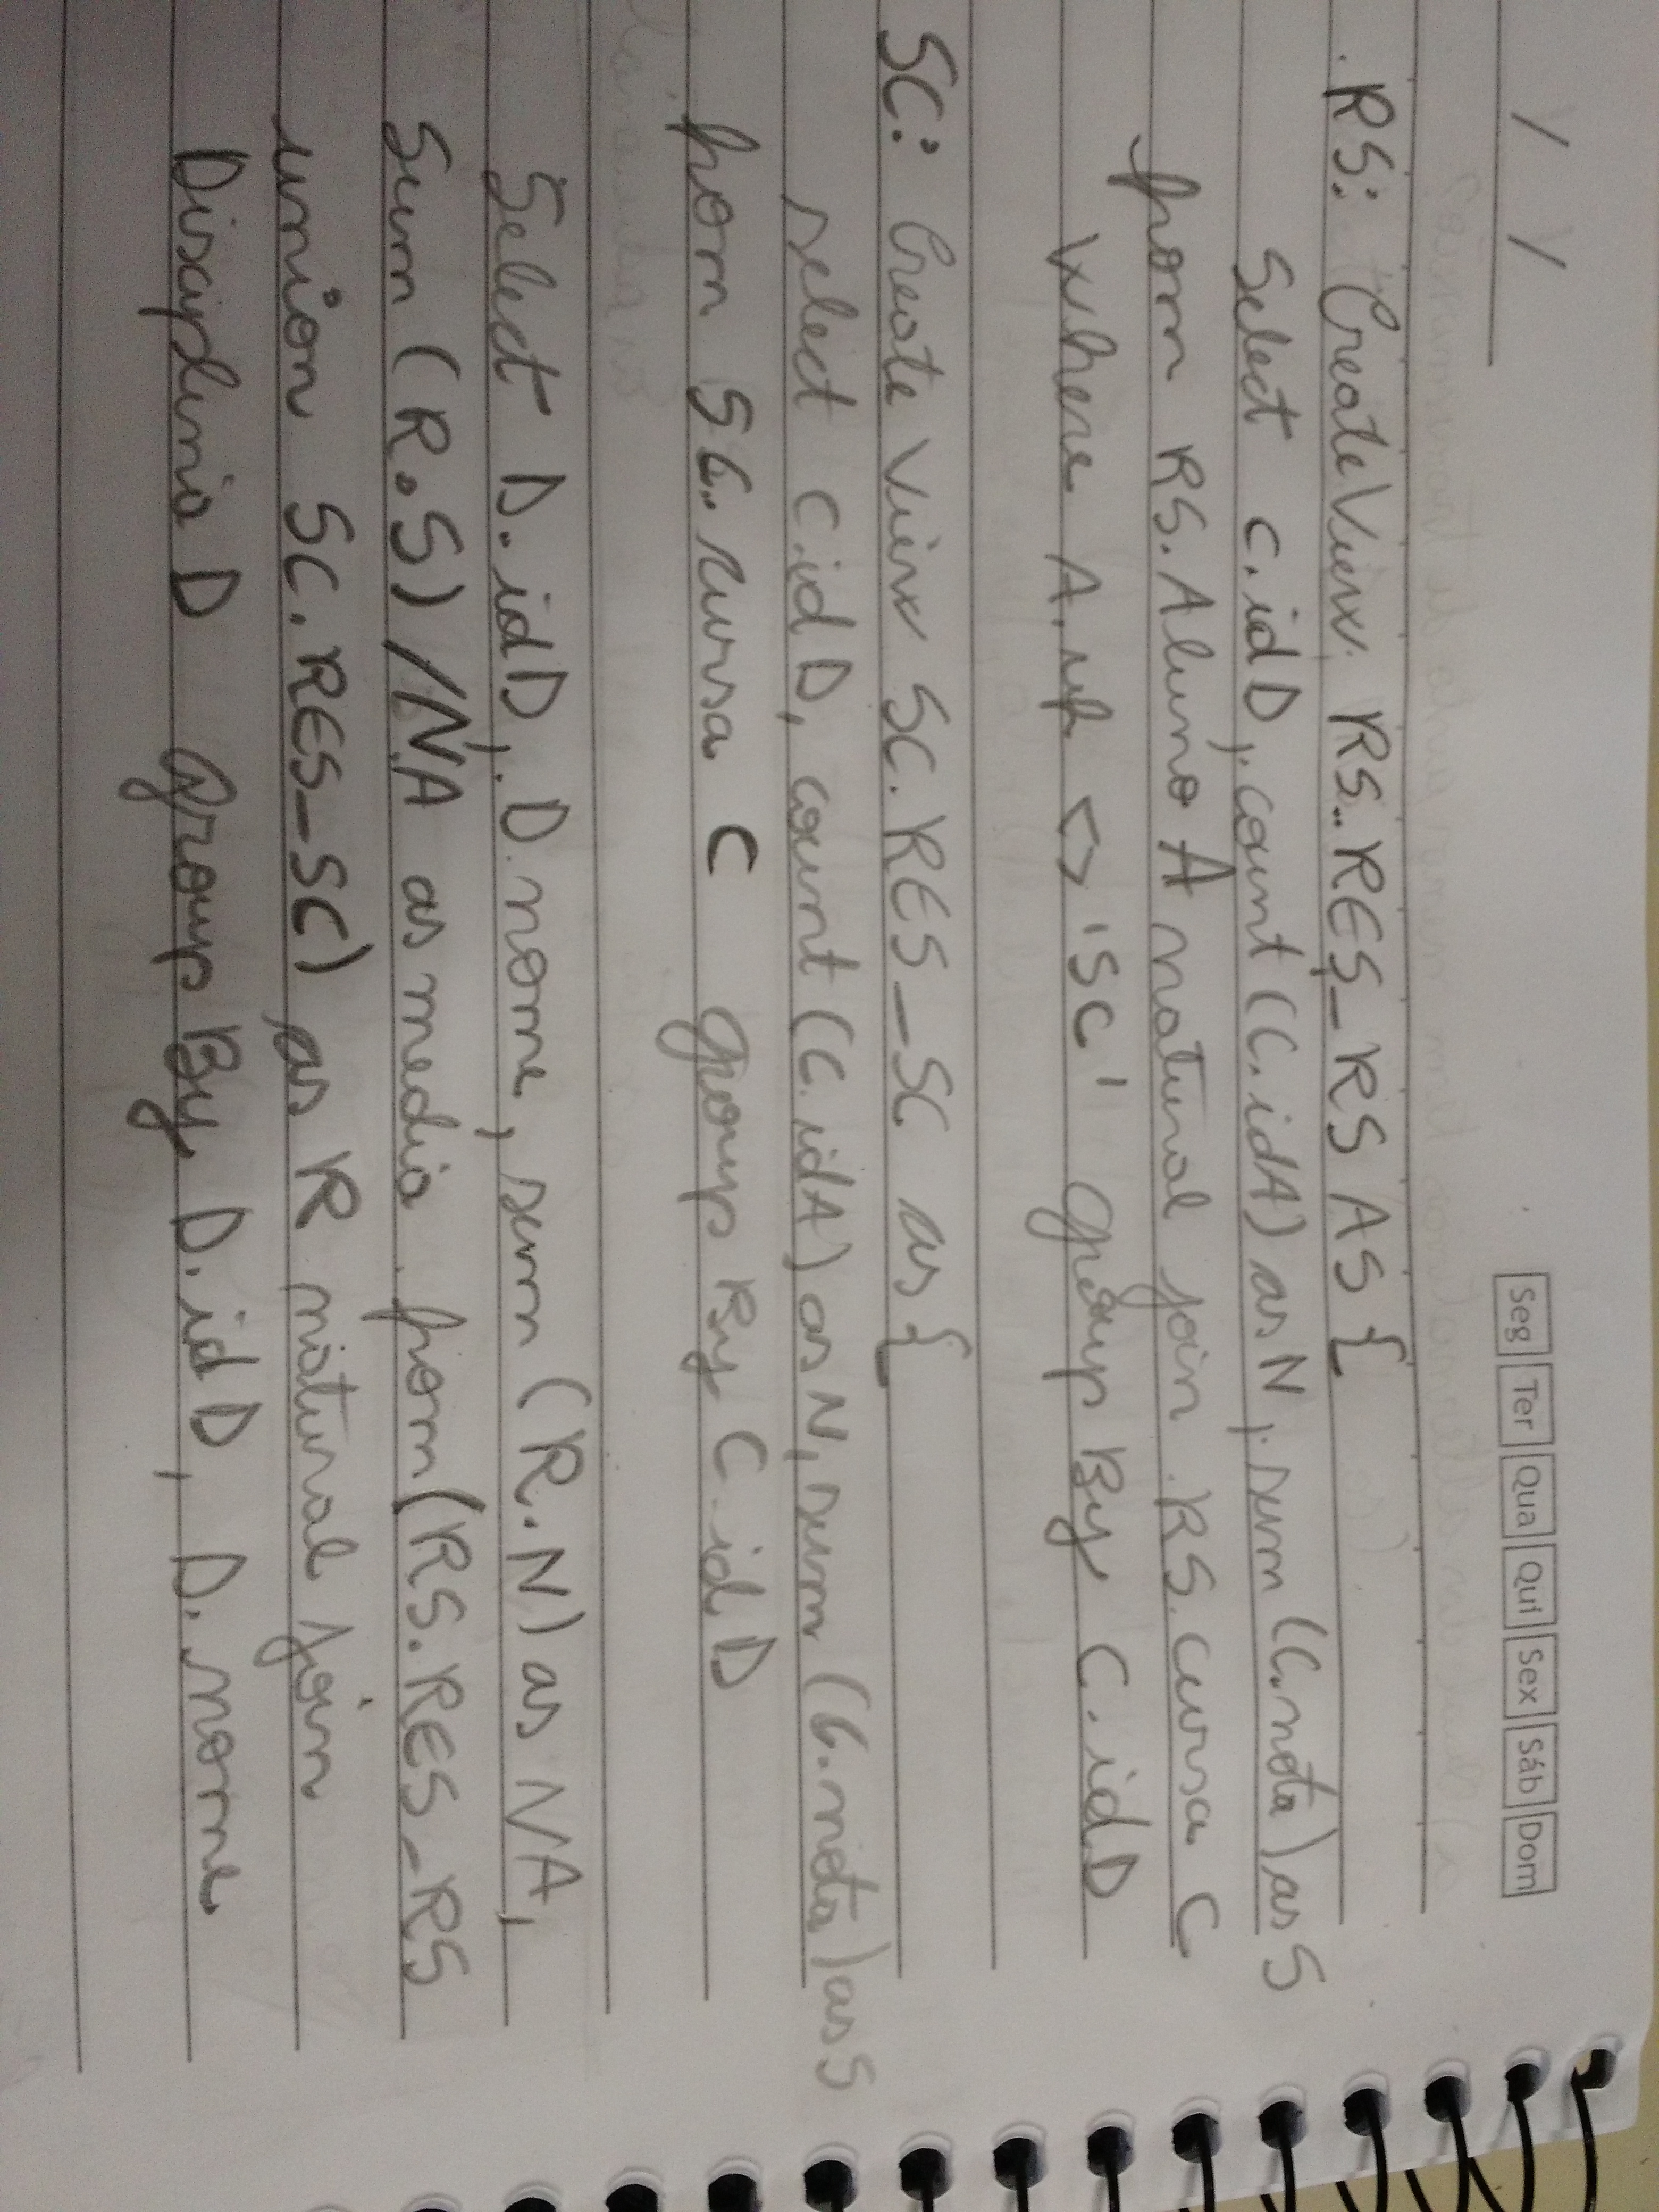 / /
Seg Ter Qua Qui Sex Sáb Dom
RS: Create View RS.RES_RS AS {
Select C.idD, count (C.idA) as N, sum (C.nota) as S
from RS.Aluno A natural join RS.cursa C
Where A.uf <> 'SC' group By C.idD
SC: Create View SC.RES_SC as {
select C.idD, count (C.idA) as N, sum (C.nota) as S
from SC.cursa C group By C.idD
Select D.idD, D.nome, sum (R.N) as NA,
Sum (R.S) /NA as media from (RS.RES_RS
union SC.RES_SC) as R natural join
Disciplina D group By D.idD, D.nome